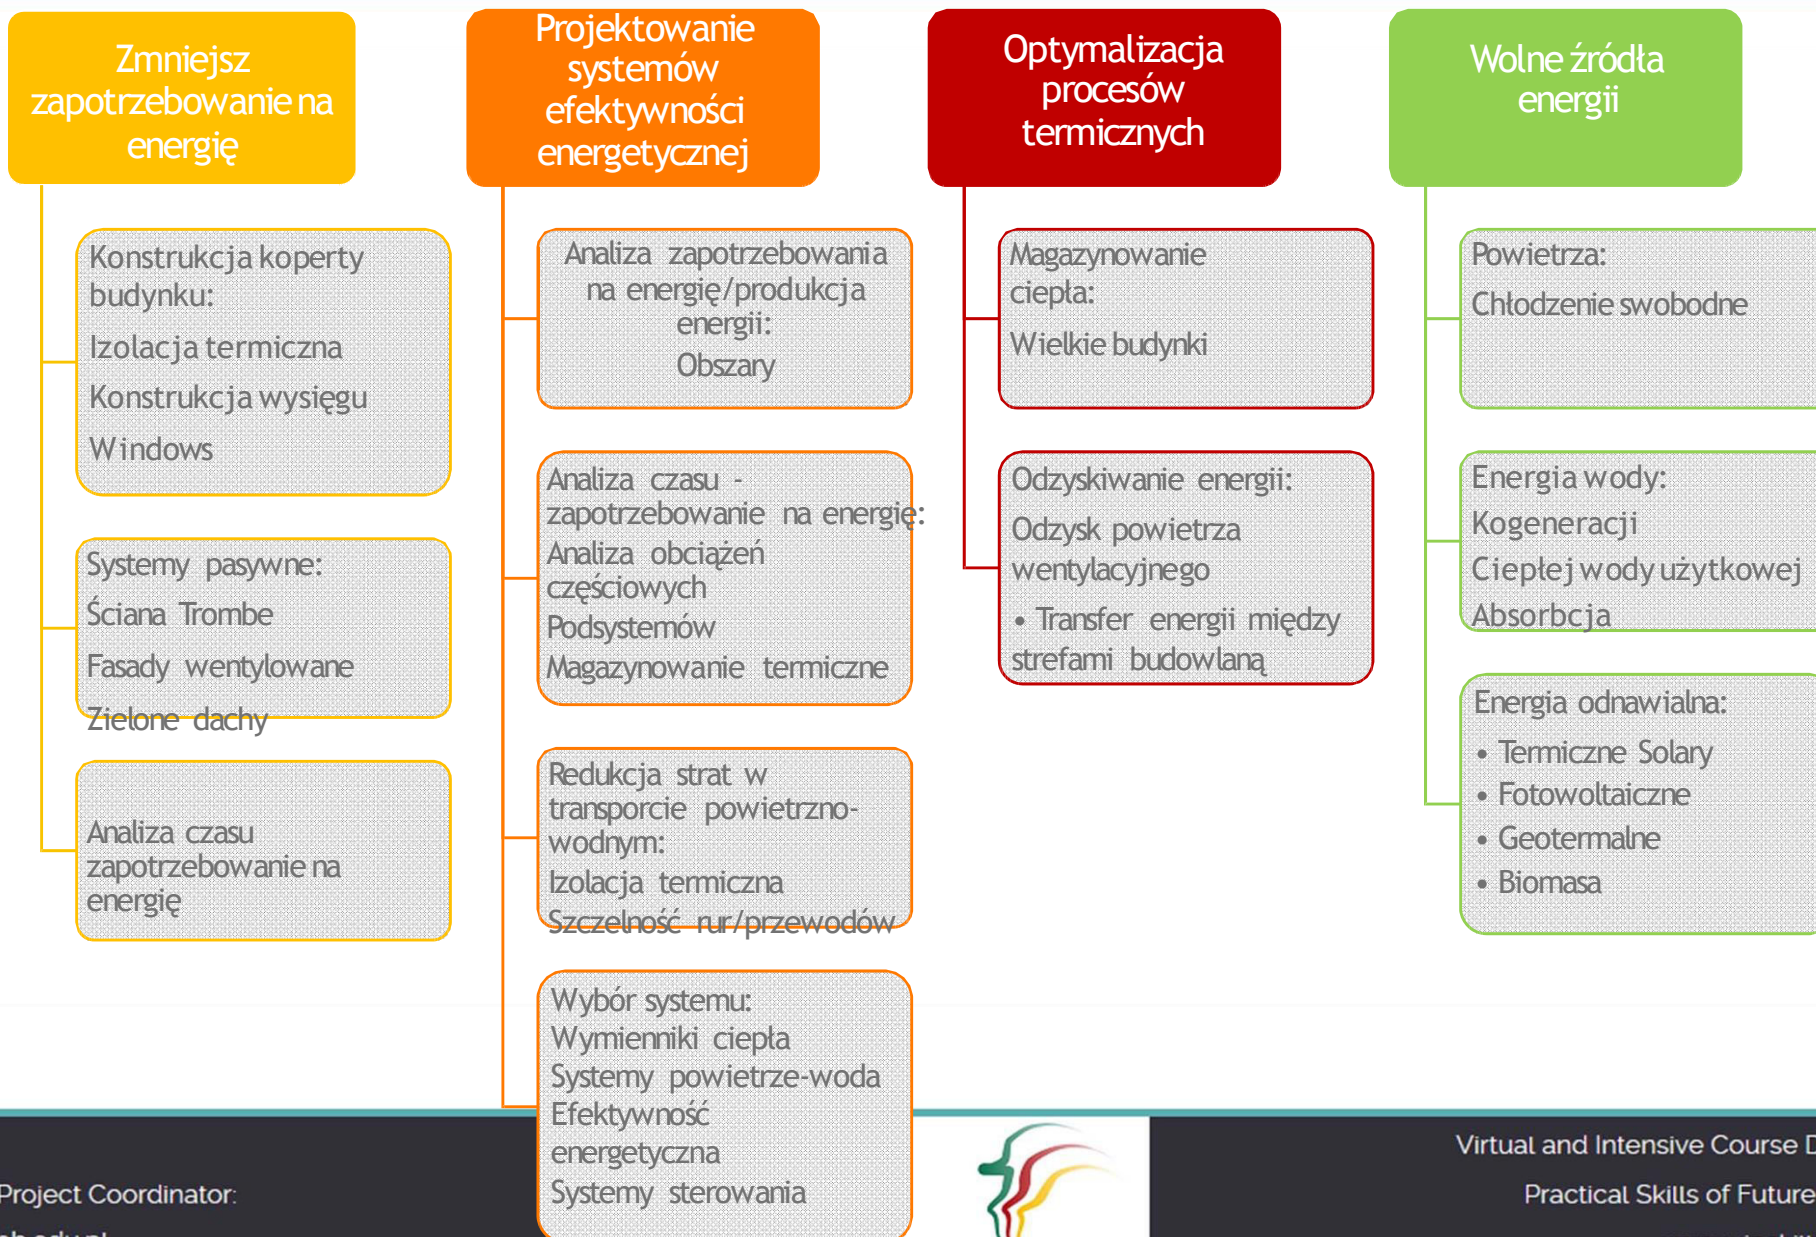 Zmniejsz
zapotrzebowanie na
energię
Konstrukcja koperty
budynku:
Izolacja termiczna
Konstrukcja wysięgu
Windows
Systemy pasywne:
Ściana Trombe
Fasady wentylowane
Zielone dachy
Analiza czasu
zapotrzebowanie na
energię
Projektowanie
systemów
efektywności
energetycznej
Analiza zapotrzebowania
na energię/produkcja
energii:
Obszary
Analiza czasu -
zapotrzebowanie na energię:
Analiza obciążeń
częściowych
Podsystemów
Magazynowanie termiczne
Redukcja strat w
transporcie powietrzno-
wodnym:
Izolacja termiczna
Szczelność rur/przewodów
Wybór systemu:
Wymienniki ciepła
Systemy powietrze-woda
Efektywność
energetyczna
Systemy sterowania
Optymalizacja
procesów
termicznych
Magazynowanie
ciepła:
Wielkie budynki
Odzyskiwanie energii:
Odzysk powietrza
wentylacyjnego
• Transfer energii między
strefami budowlaną
Wolne źródła
energii
Powietrza:
Chłodzenie swobodne
Energia wody:
Kogeneracji
Ciepłej wody użytkowej
Absorbcja
Energia odnawialna:
• Termiczne Solary
• Fotowoltaiczne
• Geotermalne
• Biomasa
Project Coordinator:
Virtual and Intensive Course D
Practical Skills of Future